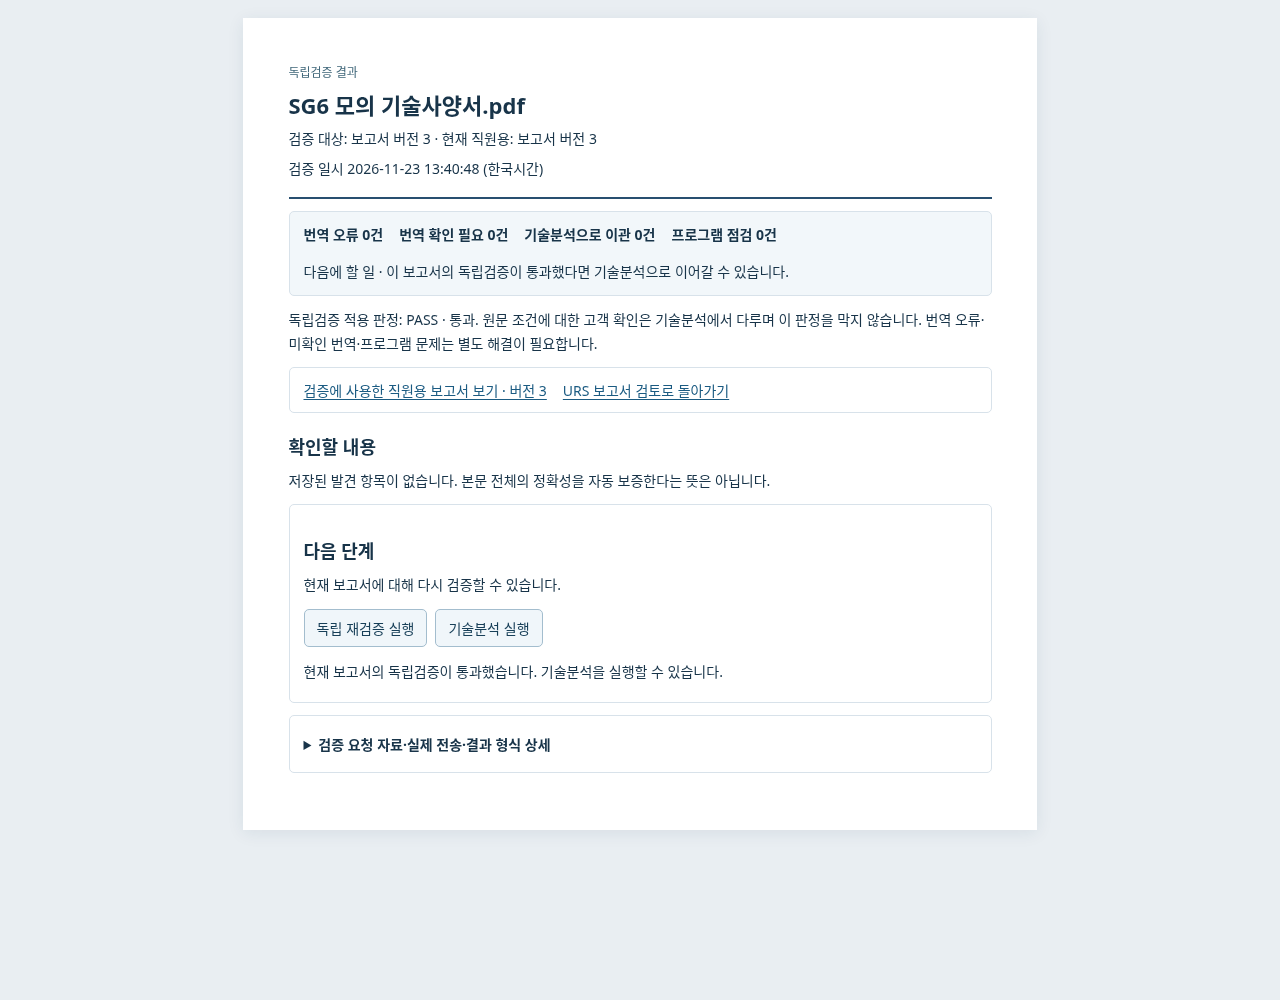 독립검증 결과
SG6 모의 기술사양서.pdf
검증 대상: 보고서 버전 3 · 현재 직원용: 보고서 버전 3
검증 일시 2026-11-23 13:40:48 (한국시간)
번역 오류 0건 번역 확인 필요 0건 기술분석으로 이관 0건 프로그램 점검 0건
다음에 할 일 · 이 보고서의 독립검증이 통과했다면 기술분석으로 이어갈 수 있습니다.
독립검증 적용 판정: PASS · 통과. 원문 조건에 대한 고객 확인은 기술분석에서 다루며 이 판정을 막지 않습니다. 번역 오류·
미확인 번역·프로그램 문제는 별도 해결이 필요합니다.
검증에 사용한 직원용 보고서 보기 · 버전 3 URS 보고서 검토로 돌아가기
확인할 내용
저장된 발견 항목이 없습니다. 본문 전체의 정확성을 자동 보증한다는 뜻은 아닙니다.
다음 단계
현재 보고서에 대해 다시 검증할 수 있습니다.
독립 재검증 실행 기술분석 실행
현재 보고서의 독립검증이 통과했습니다. 기술분석을 실행할 수 있습니다.
▶ 검증 요청 자료·실제 전송·결과 형식 상세